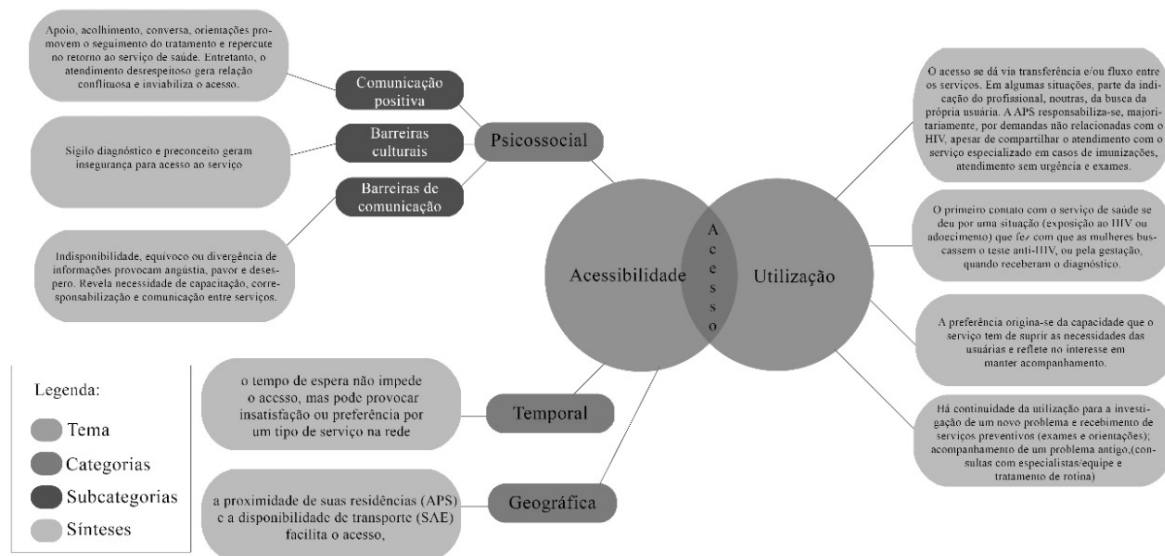 Apoio, acolhimento, conversa, orientações pro-
movem o seguimento do tratamento e repercute
no retorno ao serviço de saúde. Entretanto, o
atendimento desrespeitoso gera relação
conflituosa e inviabiliza o acesso.
Comunicação
positiva
Sigilo diagnóstico e preconceito geram
insegurança para acesso ao serviço
Barreiras
culturais
Psicossocial
Barreiras de
comunicação
Indisponibilidade, equívoco ou divergência de
informações provocam angústia, pavor e deses-
pero. Revela necessidade de capacitação, corre-
sponsabilização e comunicação entre serviços.
Acessibilidade
Acesso
Utilização
O acesso se dá via transferência e/ou fluxo entre
os serviços. Em algumas situações, parte da indi-
cação do profissional, noutras, da busca da
própria usuária. A APS responsabiliza-se, majori-
tariamente, por demandas não relacionadas com o
HIV, apesar de compartilhar o atendimento com o
serviço especializado em casos de imunizações,
atendimento sem urgência e exames.
O primeiro contato com o serviço de saúde se
deu por uma situação (exposição ao HIV ou
adoecimento) que fez com que as mulheres bus-
cassem o teste anti-HIV, ou pela gestação,
quando receberam o diagnóstico.
A preferência origina-se da capacidade que o
serviço tem de suprir as necessidades das
usuárias e reflete no interesse em
manter acompanhamento.
Há continuidade da utilização para a investi-
gação de um novo problema e recebimento de
serviços preventivos (exames e orientações);
acompanhamento de um problema antigo,(con-
sultas com especialistas/equipe e
tratamento de rotina)
o tempo de espera não impede
o acesso, mas pode provocar
insatisfação ou preferência por
um tipo de serviço na rede
Temporal
a proximidade de suas residências (APS)
e a disponibilidade de transporte (SAE)
facilita o acesso,
Geográfica
Legenda:
Tema
Categorias
Subcategorias
Sínteses